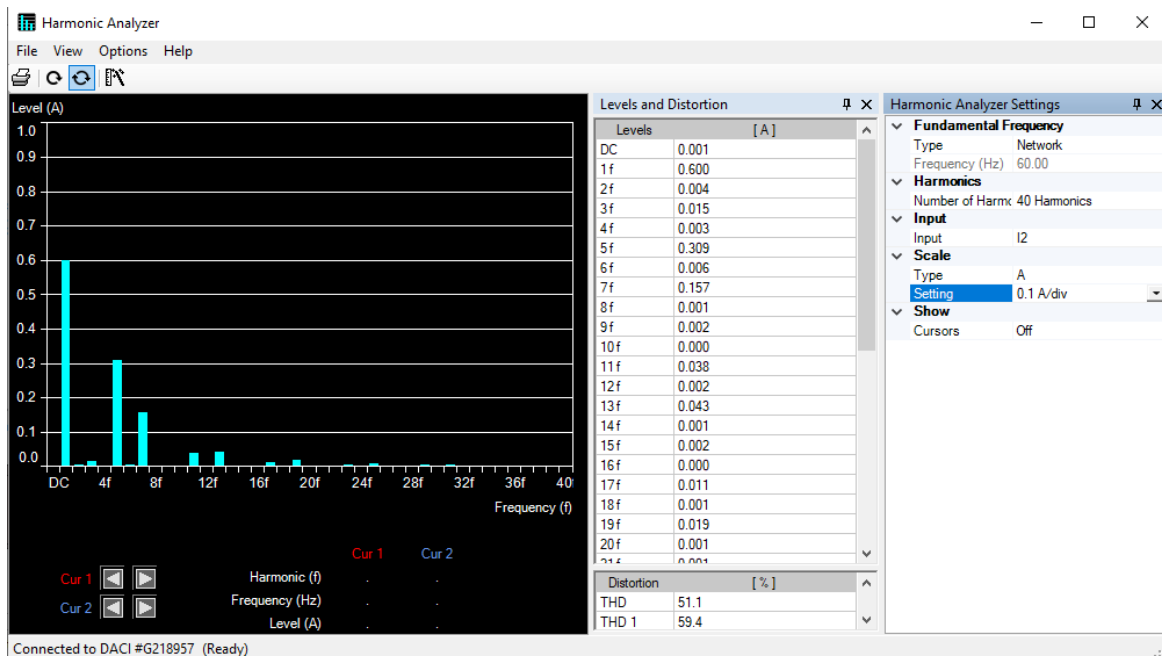 Harmonic Analyzer
File View Options Help
Level (A)
1.0
0.9
0.8
0.7
0.6
0.5
0.4
0.3
0.2
0.1
0.0
DC 4f 8f 12f 16f 20f 24f 28f 32f 36f 40
Frequency (f)
Cur 1 Cur 2
Cur 1 Harmonic (f) . .
Cur 2 Frequency (Hz) . .
Level (A) . .
Levels and Distortion
Levels [ A ]
DC 0.001
1f 0.600
2f 0.004
3f 0.015
4f 0.003
5f 0.309
6f 0.006
7f 0.157
8f 0.001
9f 0.002
10f 0.000
11f 0.038
12f 0.002
13f 0.043
14f 0.001
15f 0.002
16f 0.000
17f 0.011
18f 0.001
19f 0.019
20f 0.001
Distortion [ % ]
THD 51.1
THD 1 59.4
Harmonic Analyzer Settings
Fundamental Frequency
Type Network
Frequency (Hz) 60.00
Harmonics
Number of Harmc 40 Harmonics
Input
Input I2
Scale
Type A
Setting 0.1 A/div
Show
Cursors Off
Connected to DACI #G218957 (Ready)